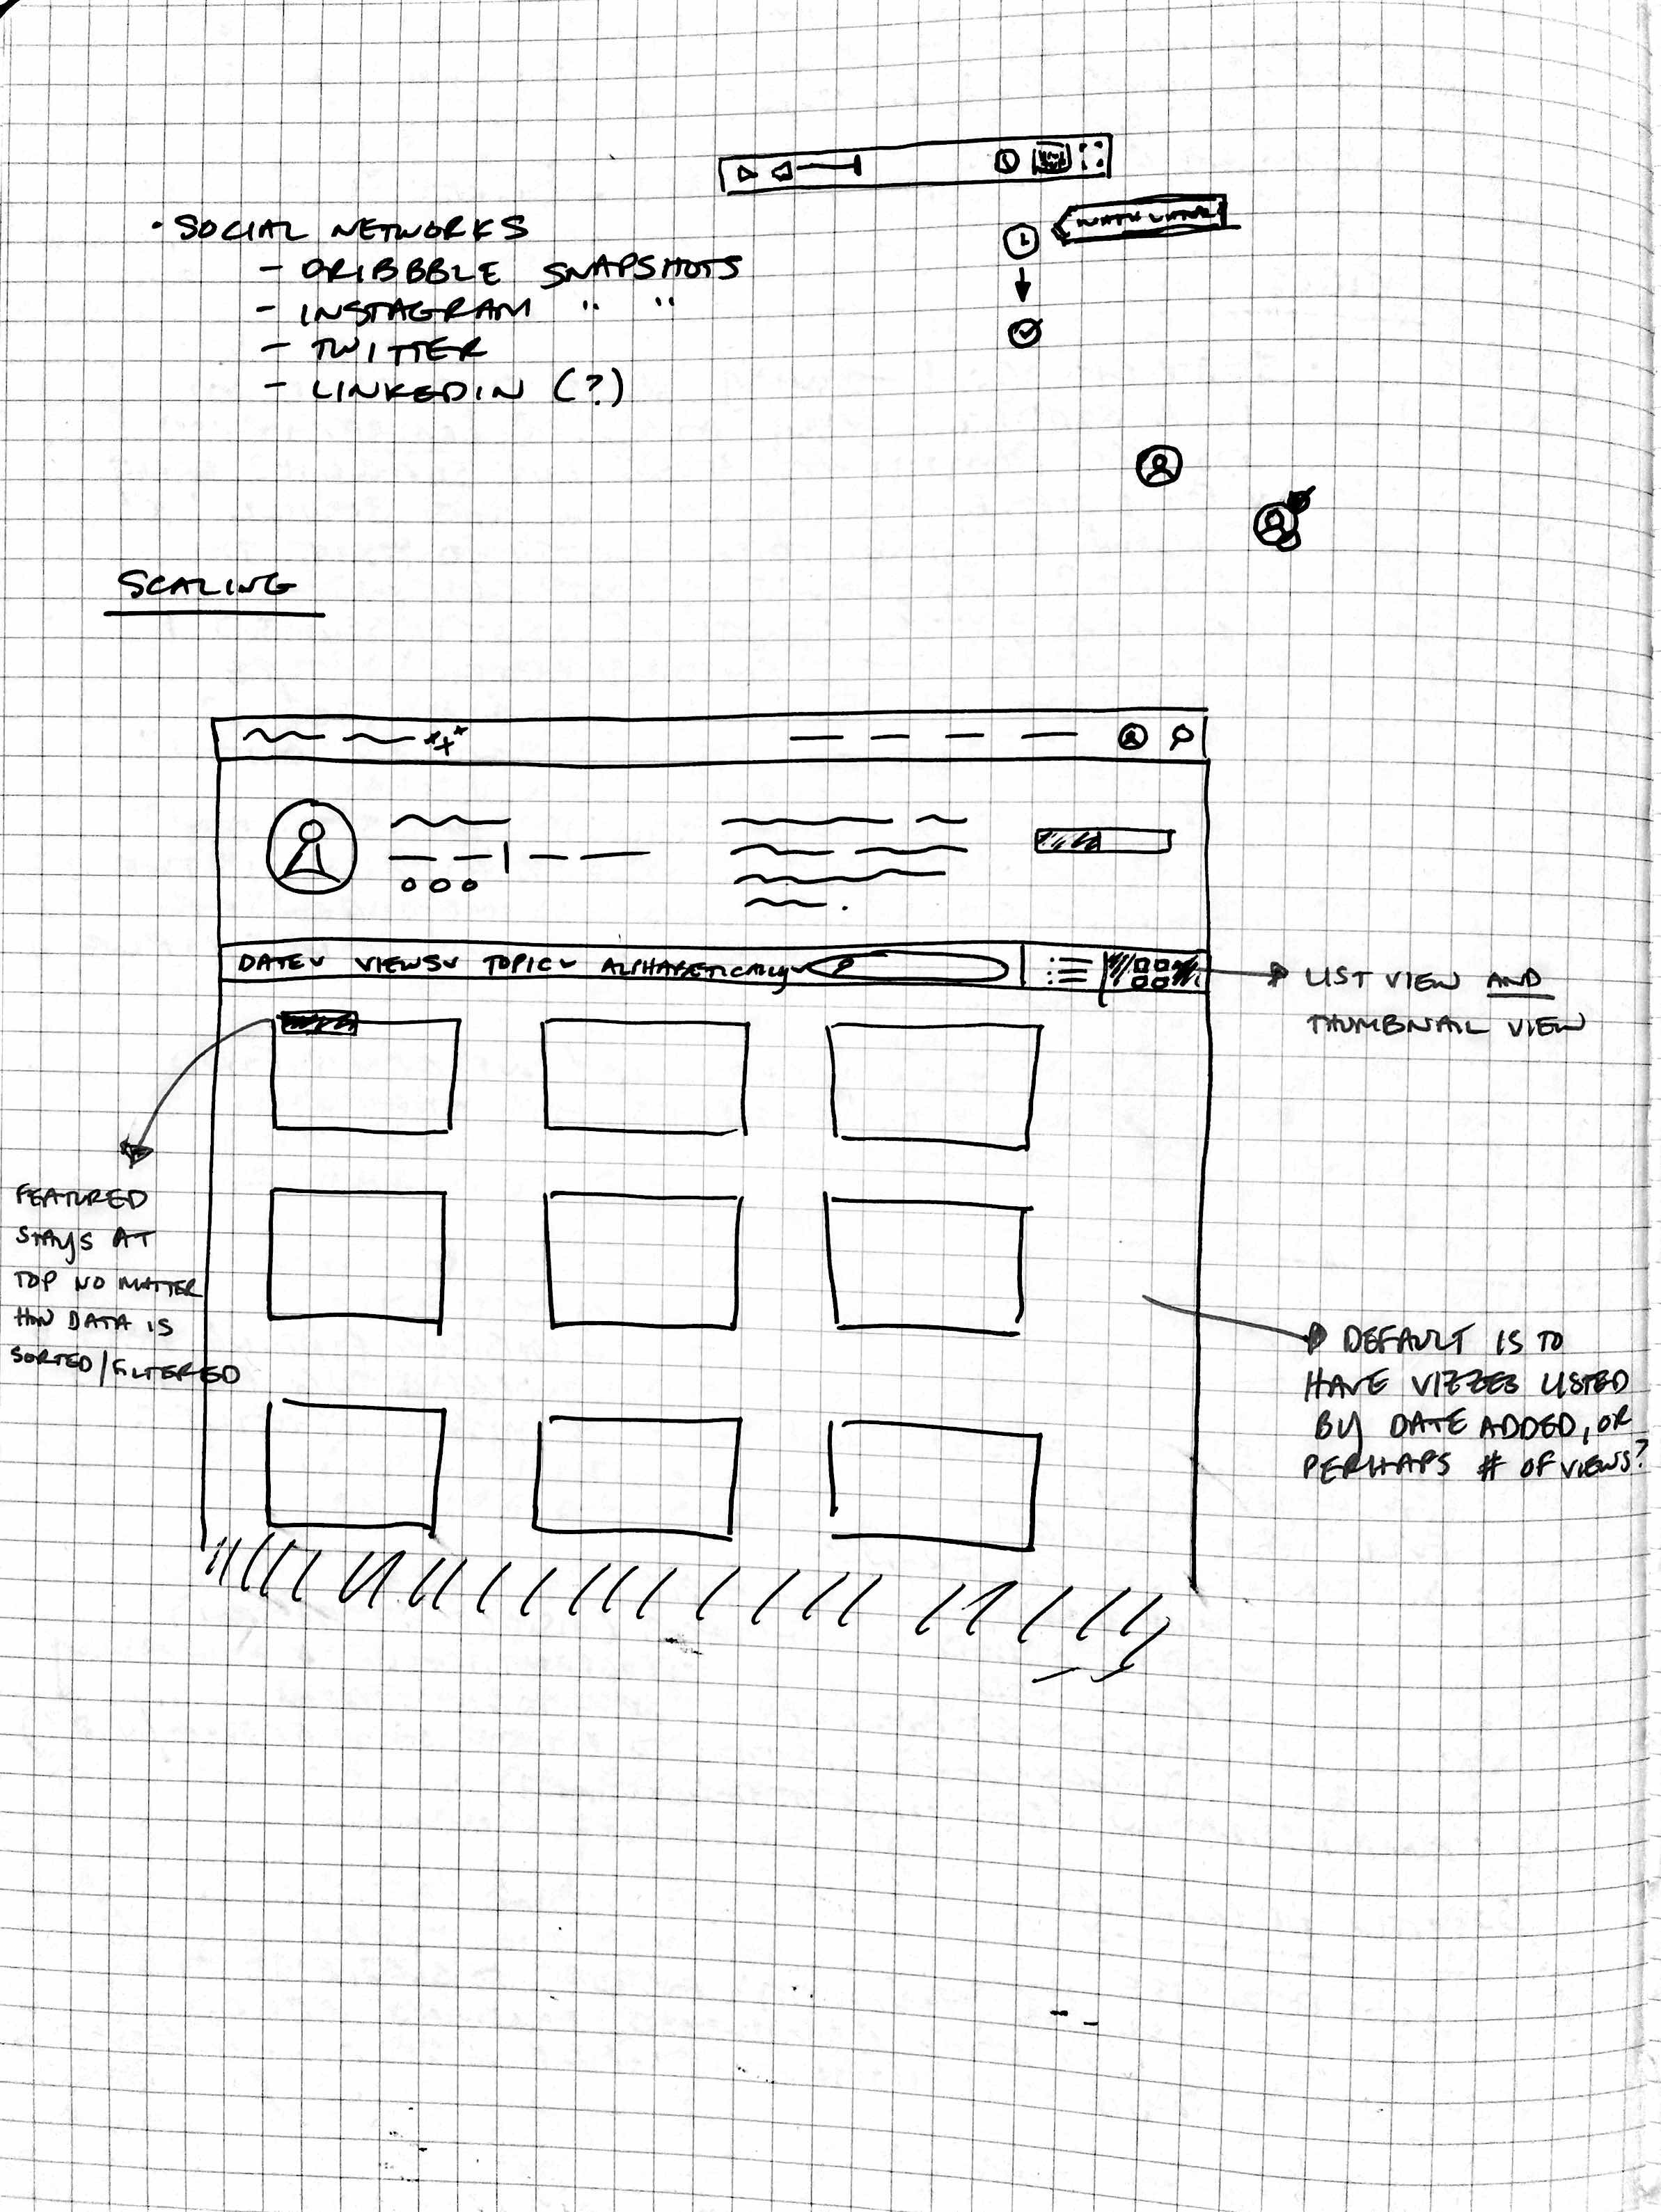 • SOCIAL NETWORKS
- DRIBBBLE SNAPSHOTS
- INSTAGRAM " "
- TWITTER
- LINKEDIN (?)
WATCH LATER
SCALING
DATE VIEWS TOPIC ALPHABETICALLY
LIST VIEW AND
THUMBNAIL VIEW
FEATURED
STAYS AT
TOP NO MATTER
HOW DATA IS
SORTED/FILTERED
DEFAULT IS TO
HAVE VIZZES LISTED
BY DATE ADDED, OR
PERHAPS # OF VIEWS?